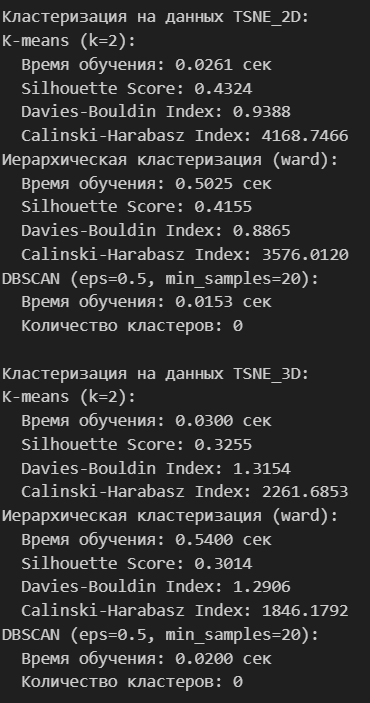 Кластеризация на данных TSNE_2D:
K-means (k=2):
  Время обучения: 0.0261 сек
  Silhouette Score: 0.4324
  Davies-Bouldin Index: 0.9388
  Calinski-Harabasz Index: 4168.7466
Иерархическая кластеризация (ward):
  Время обучения: 0.5025 сек
  Silhouette Score: 0.4155
  Davies-Bouldin Index: 0.8865
  Calinski-Harabasz Index: 3576.0120
DBSCAN (eps=0.5, min_samples=20):
  Время обучения: 0.0153 сек
  Количество кластеров: 0

Кластеризация на данных TSNE_3D:
K-means (k=2):
  Время обучения: 0.0300 сек
  Silhouette Score: 0.3255
  Davies-Bouldin Index: 1.3154
  Calinski-Harabasz Index: 2261.6853
Иерархическая кластеризация (ward):
  Время обучения: 0.5400 сек
  Silhouette Score: 0.3014
  Davies-Bouldin Index: 1.2906
  Calinski-Harabasz Index: 1846.1792
DBSCAN (eps=0.5, min_samples=20):
  Время обучения: 0.0200 сек
  Количество кластеров: 0